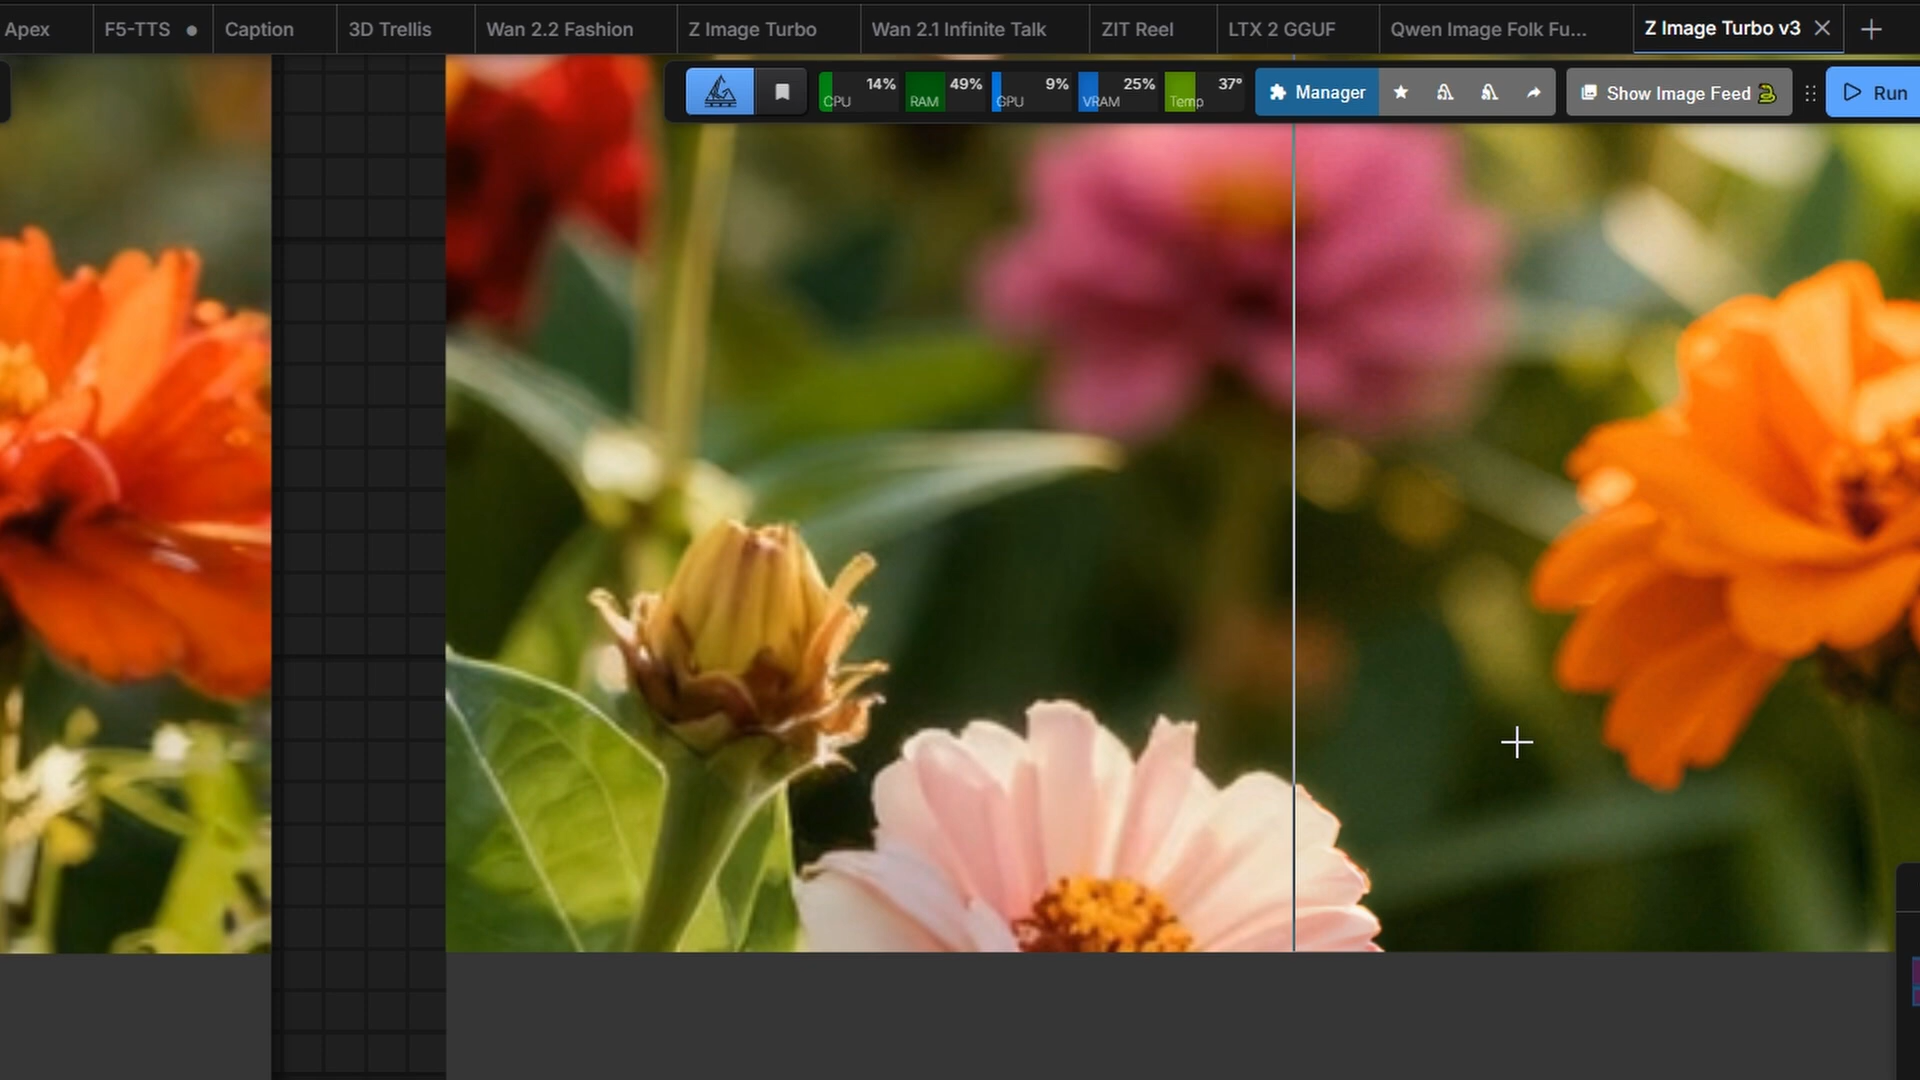 Apex F5-TTS Caption 3D Trellis Wan 2.2 Fashion Z Image Turbo Wan 2.1 Infinite Talk ZIT Reel LTX 2 GGUF Qwen Image Folk Fu... Z Image Turbo v3
CPU 14% RAM 49% GPU 9% VRAM 25% Temp 37° Manager Show Image Feed Run